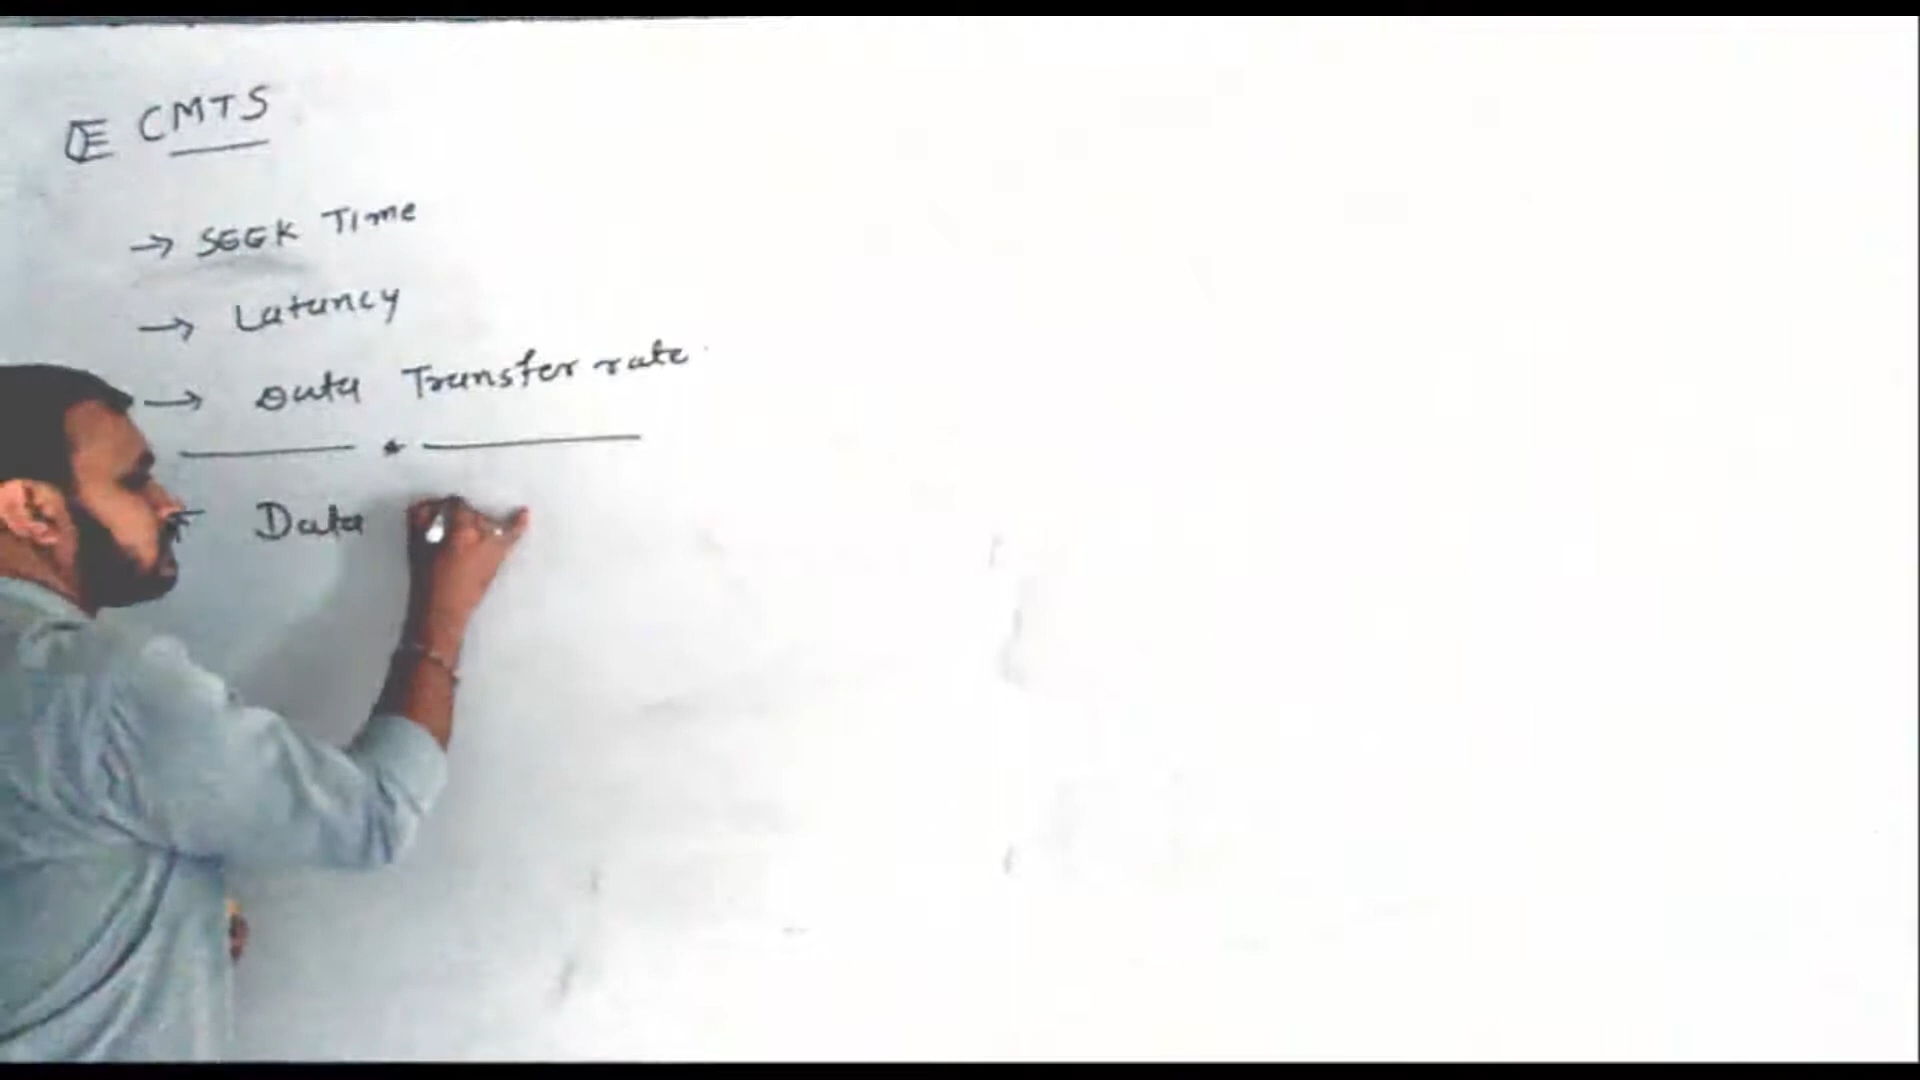 CMTS
→ SEEK TIme
→ Latency
→ Data Transfer rate
Data